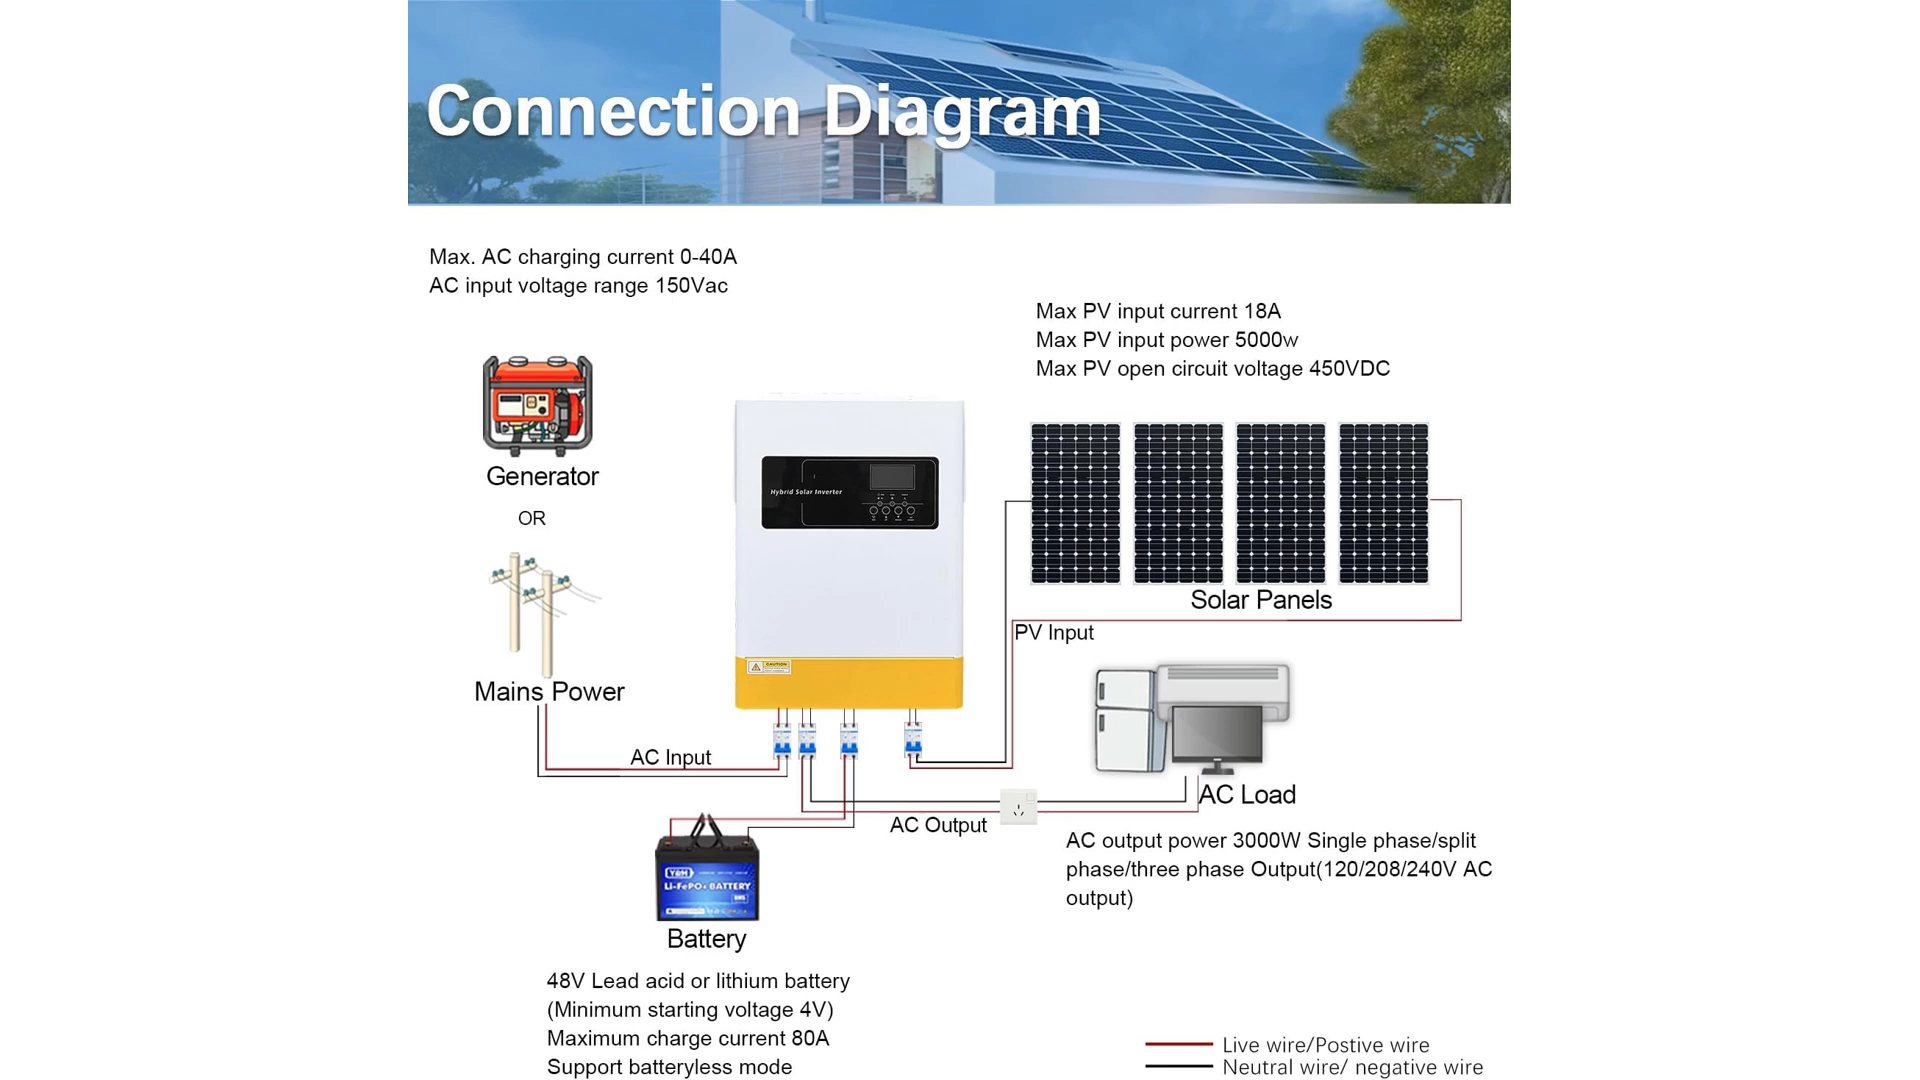 Connection Diagram
Max. AC charging current 0-40A
AC input voltage range 150Vac
Max PV input current 18A
Max PV input power 5000w
Max PV open circuit voltage 450VDC
Generator
OR
Hybrid Solar Inverter
Solar Panels
PV Input
CAUTION
Mains Power
AC Input
AC Load
AC Output
AC output power 3000W Single phase/split
phase/three phase Output(120/208/240V AC
output)
Y&H
Li-FePO4 BATTERY
BMS
Battery
48V Lead acid or lithium battery
(Minimum starting voltage 4V)
Maximum charge current 80A
Support batteryless mode
Live wire/Postive wire
Neutral wire/ negative wire